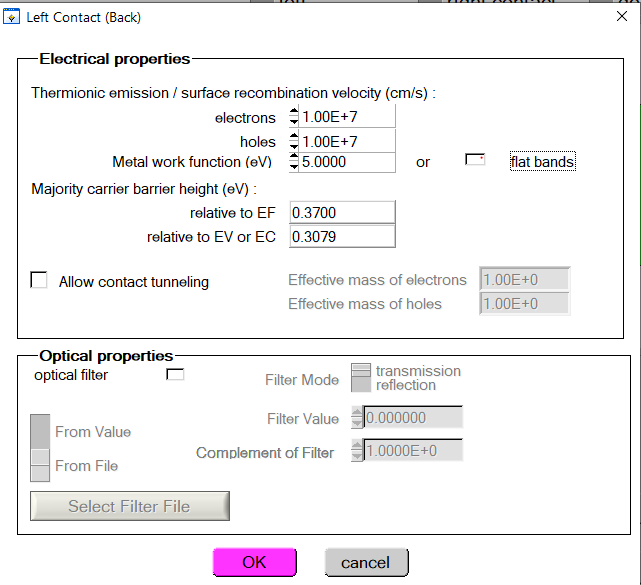 Left Contact (Back)
Electrical properties
Thermionic emission / surface recombination velocity (cm/s) :
electrons 1.00E+7
holes 1.00E+7
Metal work function (eV) 5.0000 or flat bands
Majority carrier barrier height (eV) :
relative to EF 0.3700
relative to EV or EC 0.3079
Allow contact tunneling Effective mass of electrons 1.00E+0
Effective mass of holes 1.00E+0
Optical properties
optical filter Filter Mode transmission
reflection
Filter Value 0.000000
From Value
Complement of Filter 1.0000E+0
From File
Select Filter File
OK cancel